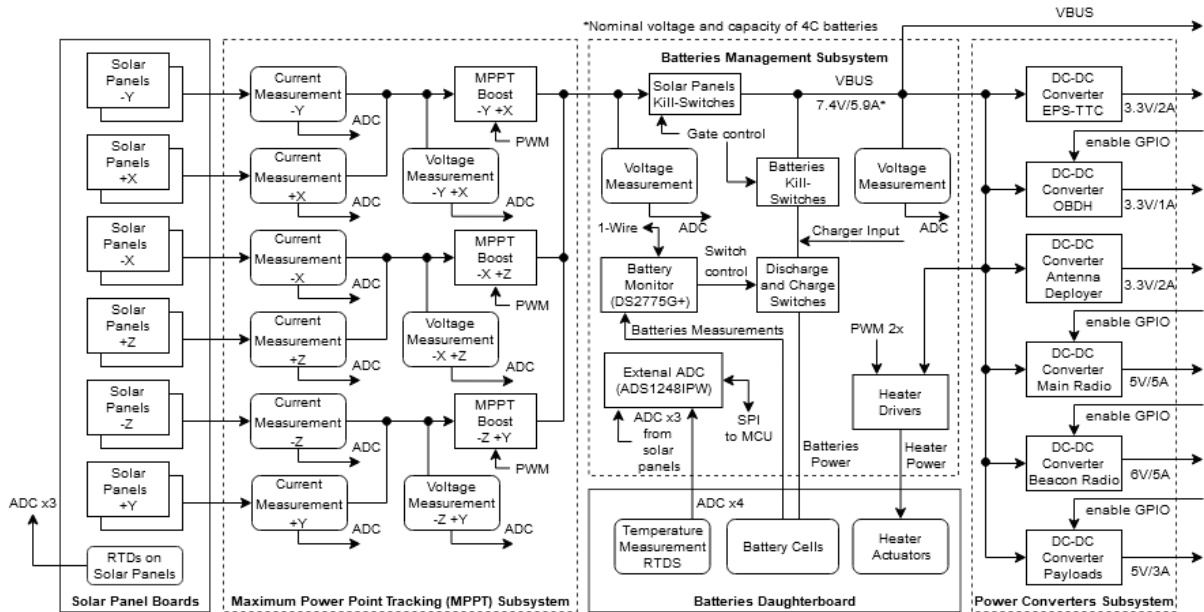 *Nominal voltage and capacity of 4C batteries
VBUS
Solar
Panels
-Y
Solar
Panels
+X
Solar
Panels
-X
Solar
Panels
+Z
Solar
Panels
-Z
Solar
Panels
+Y
ADC x3
RTDs on
Solar Panels
Solar Panel Boards
Current
Measurement
-Y
ADC
Current
Measurement
+X
ADC
Current
Measurement
-X
ADC
Current
Measurement
+Z
ADC
Current
Measurement
-Z
ADC
Current
Measurement
+Y
ADC
MPPT
Boost
-Y +X
PWM
Voltage
Measurement
-Y +X
ADC
MPPT
Boost
-X +Z
PWM
Voltage
Measurement
-X +Z
ADC
MPPT
Boost
-Z +Y
PWM
Voltage
Measurement
-Z +Y
ADC
Maximum Power Point Tracking (MPPT) Subsystem
Batteries Management Subsystem
Solar Panels
Kill-Switches
VBUS
7.4V/5.9A*
Gate control
Voltage
Measurement
ADC
Batteries
Kill-
Switches
Voltage
Measurement
ADC
1-Wire
Charger Input
Switch
control
Battery
Monitor
(DS2775G+)
Discharge
and Charge
Switches
Batteries Measurements
PWM 2x
Extenal ADC
(ADS1248IPW)
Heater
Drivers
ADC x3
from
solar
panels
SPI
to MCU
Batteries
Power
Heater
Power
ADC x4
Temperature
Measurement
RTDS
Battery Cells
Heater
Actuators
Batteries Daughterboard
DC-DC
Converter
EPS-TTC
3.3V/2A
enable GPIO
DC-DC
Converter
OBDH
3.3V/1A
DC-DC
Converter
Antenna
Deployer
3.3V/2A
enable GPIO
DC-DC
Converter
Main Radio
5V/5A
enable GPIO
DC-DC
Converter
Beacon Radio
6V/5A
enable GPIO
DC-DC
Converter
Payloads
5V/3A
Power Converters Subsystem